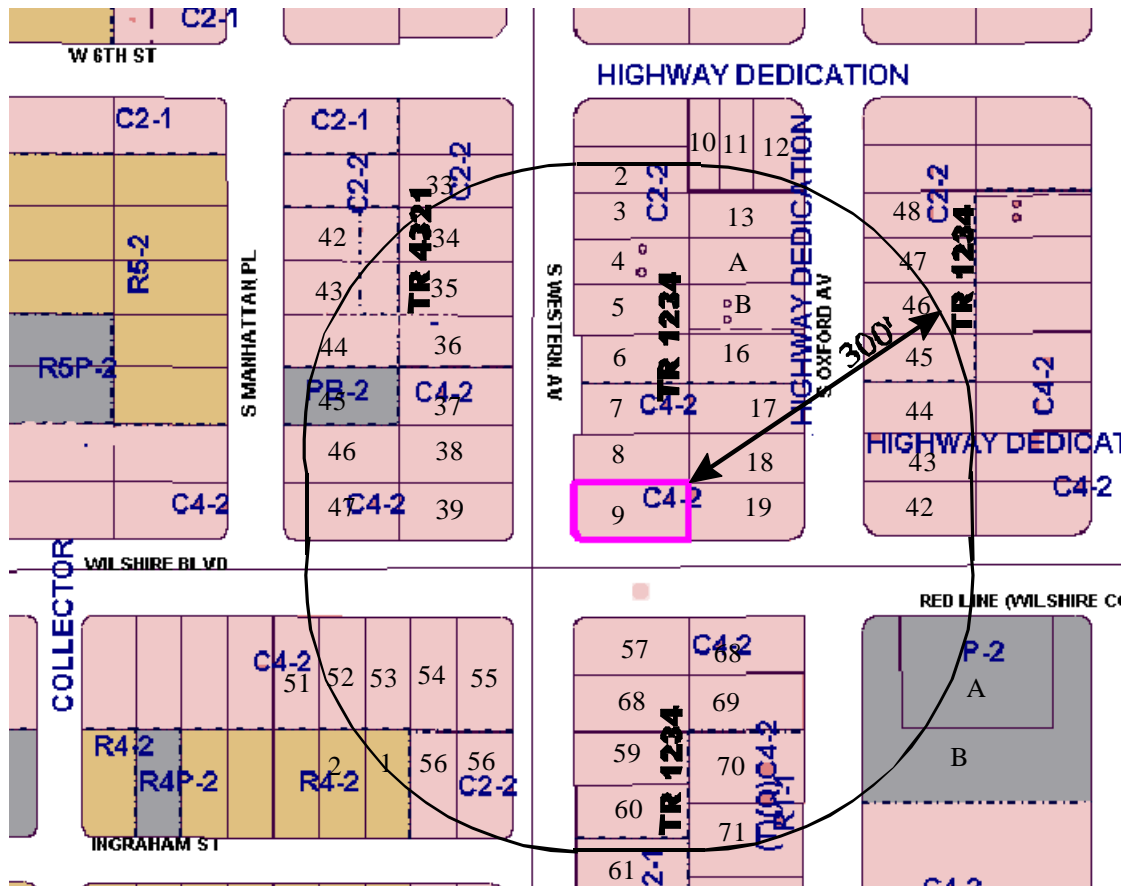 C2-1
W 6TH ST
HIGHWAY DEDICATION
C2-1
C2-1
10 11 12
C2-2
C2-2
33
2
C2-2
HIGHWAY DEDICATION
C2-2
48
3
13
TR 4321
42
34
R5-2
S MANHATTAN PL
S WESTERN AV
4
A
47
TR 1234
43
35
5
B
46
TR 1234
S OXFORD AV
300'
44
36
6
16
45
R5P-2
PB-2
45
C4-2
37
7
C4-2
17
44
C4-2
HIGHWAY DEDICAT
46
38
8
18
43
C4-2
C4-2
47
C4-2
39
9
C4-2
19
42
WILSHIRE BLVD
COLLECTOR
RED LINE (WILSHIRE CO
C4-2
51
52
53
54
55
57
C4-2
68
P-2
A
68
69
TR 1234
R4-2
R4P-2
R4-2
2
1
56
56
C2-2
59
70
(T)(Q)C4-2
B
60
71
INGRAHAM ST
61
2-1
C4-2